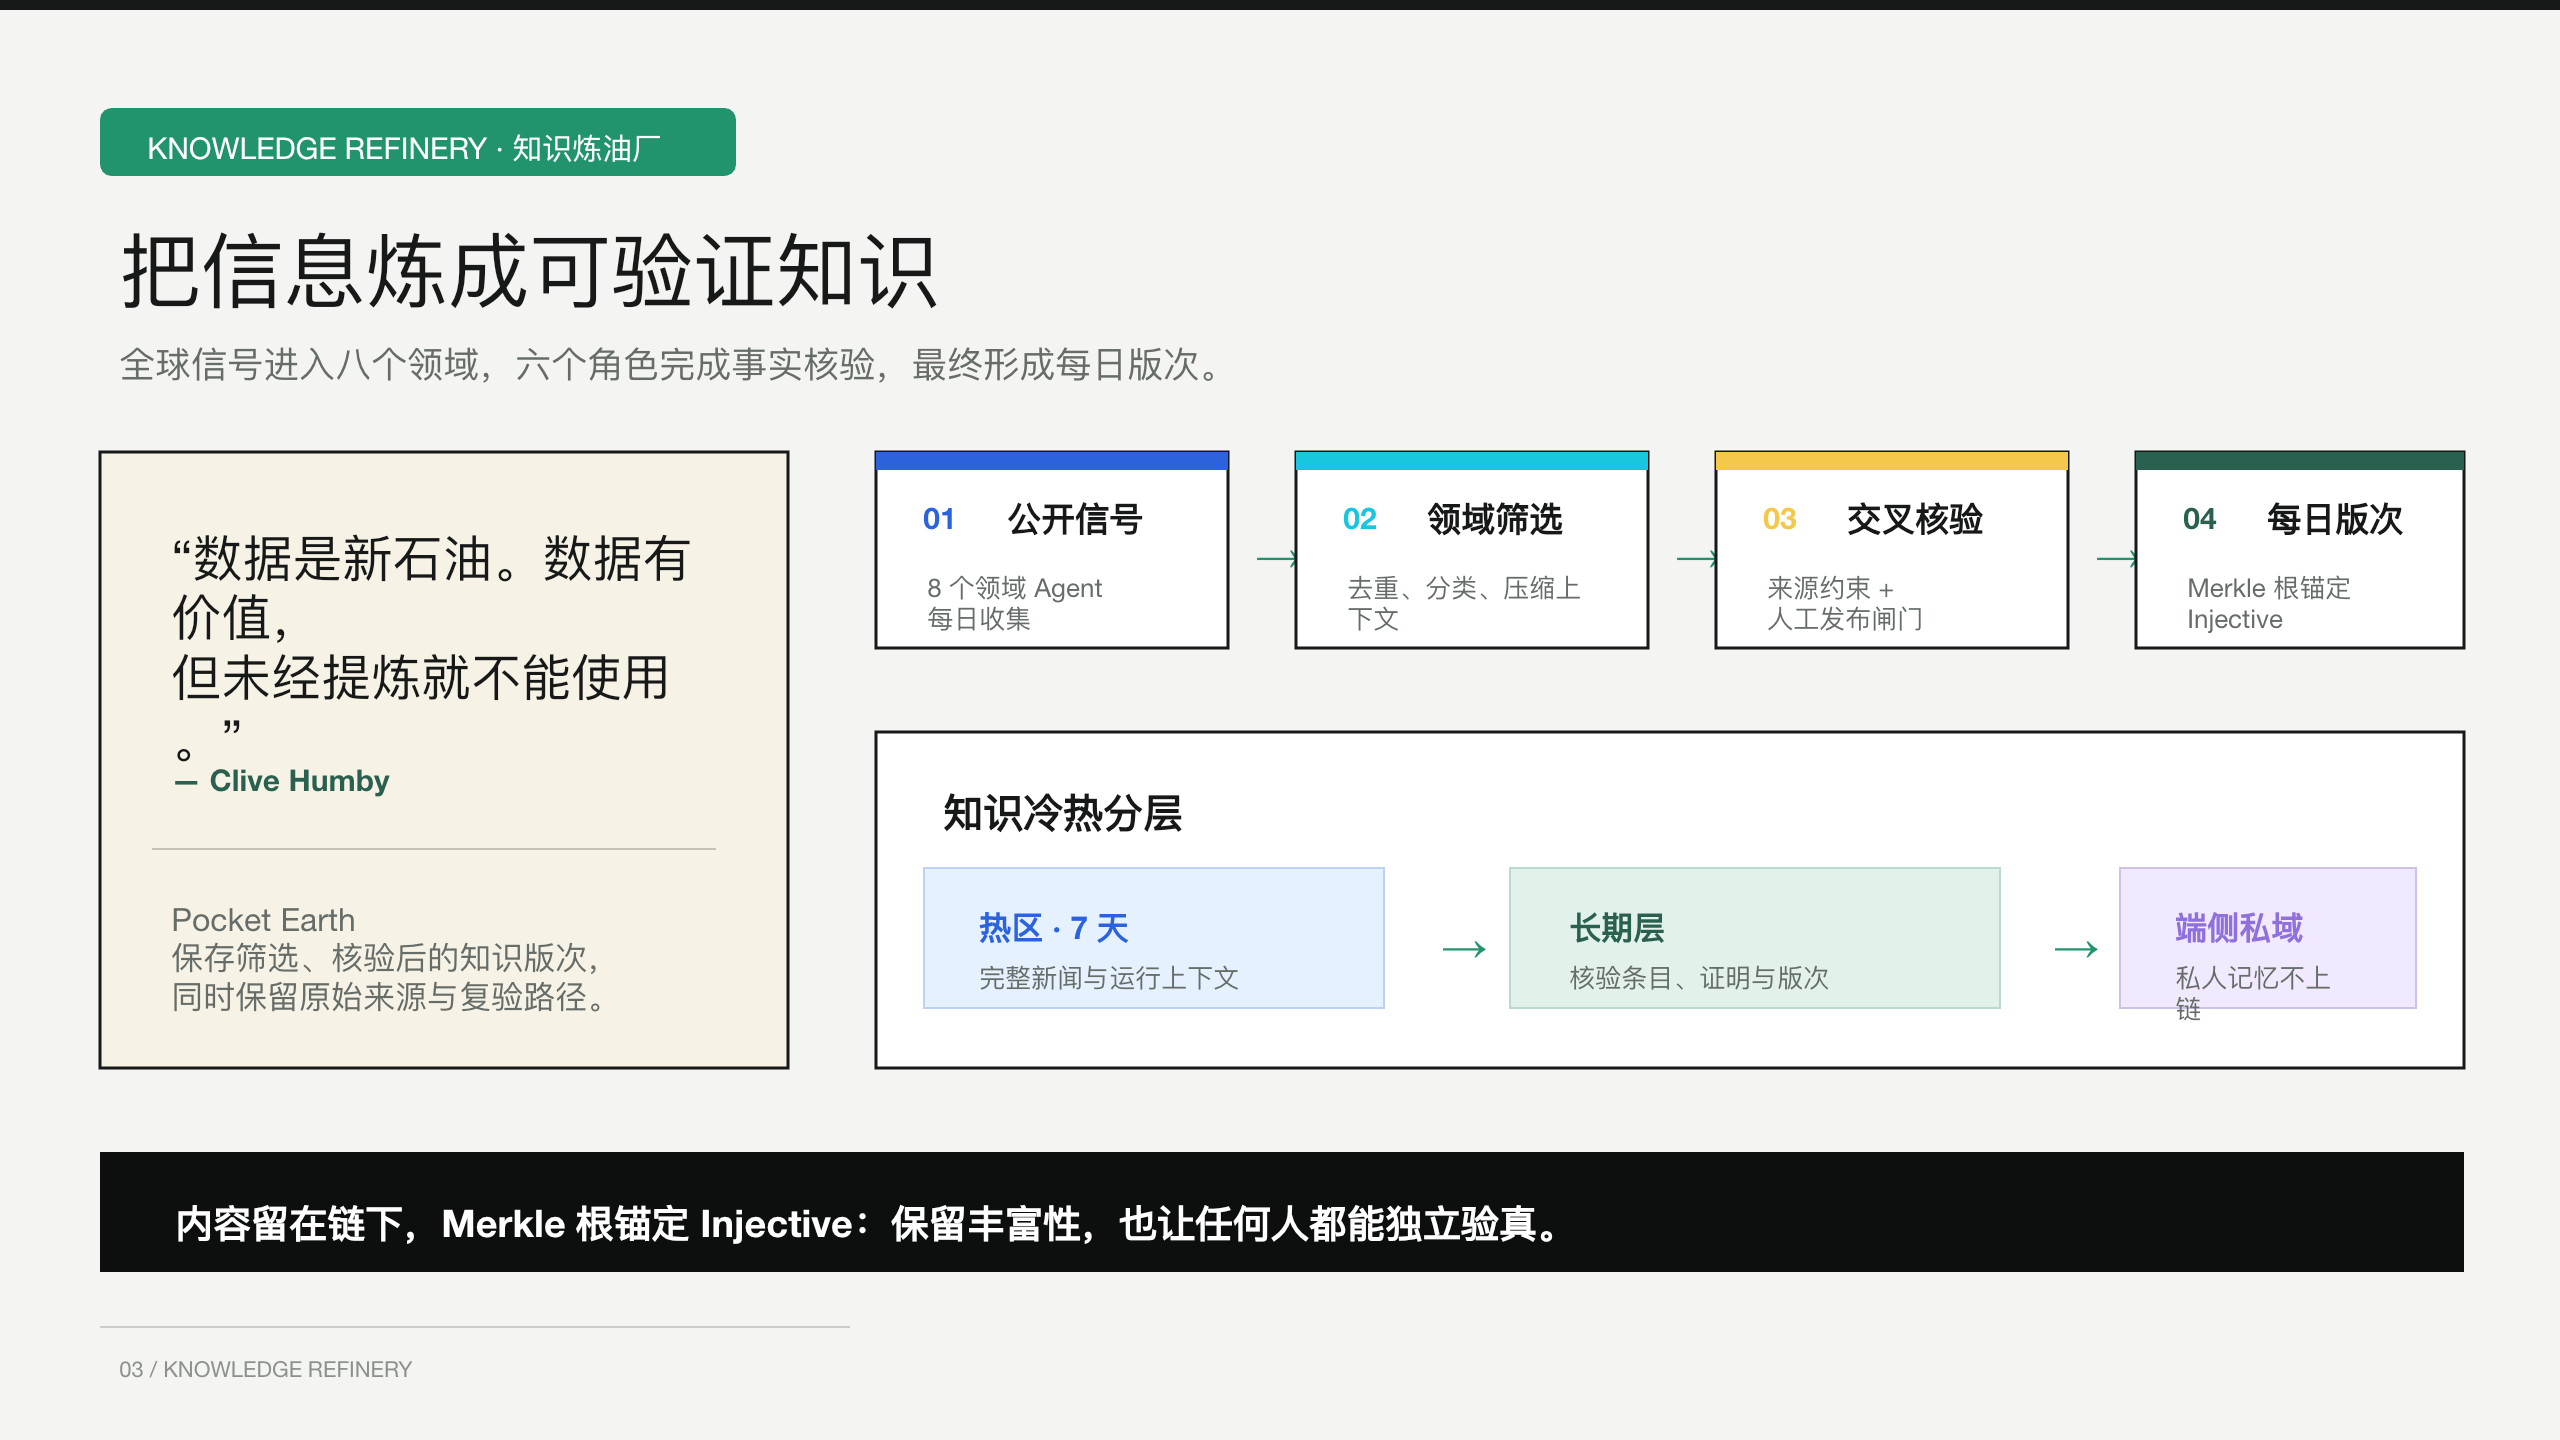 KNOWLEDGE REFINERY · 知识炼油厂
把信息炼成可验证知识
全球信号进入八个领域，六个角色完成事实核验，最终形成每日版次。
“数据是新石油。数据有
价值，
但未经提炼就不能使用
。”
— Clive Humby
Pocket Earth
保存筛选、核验后的知识版次，
同时保留原始来源与复验路径。
01 公开信号
8 个领域 Agent
每日收集
→
02 领域筛选
去重、分类、压缩上
下文
→
03 交叉核验
来源约束 +
人工发布闸门
→
04 每日版次
Merkle 根锚定
Injective
知识冷热分层
热区 · 7 天
完整新闻与运行上下文
→
长期层
核验条目、证明与版次
→
端侧私域
私人记忆不上
链
内容留在链下，Merkle 根锚定 Injective：保留丰富性，也让任何人都能独立验真。
03 / KNOWLEDGE REFINERY